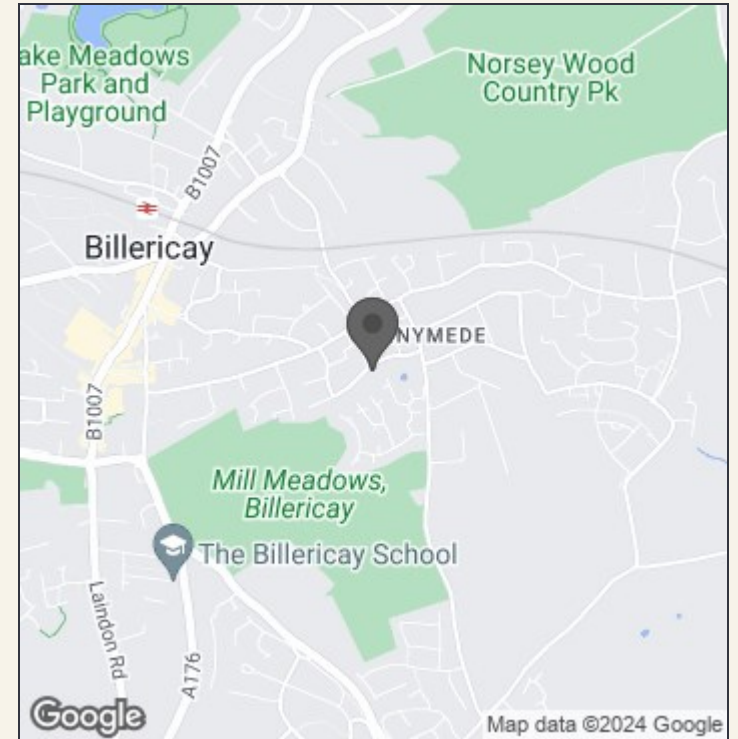 ake Meadows
Park and
Playground
Norsey Wood
Country Pk
B1007
Billericay
NYMEDE
B1007
Mill Meadows,
Billericay
The Billericay School
Laindon Rd
A176
Google
Map data ©2024 Google